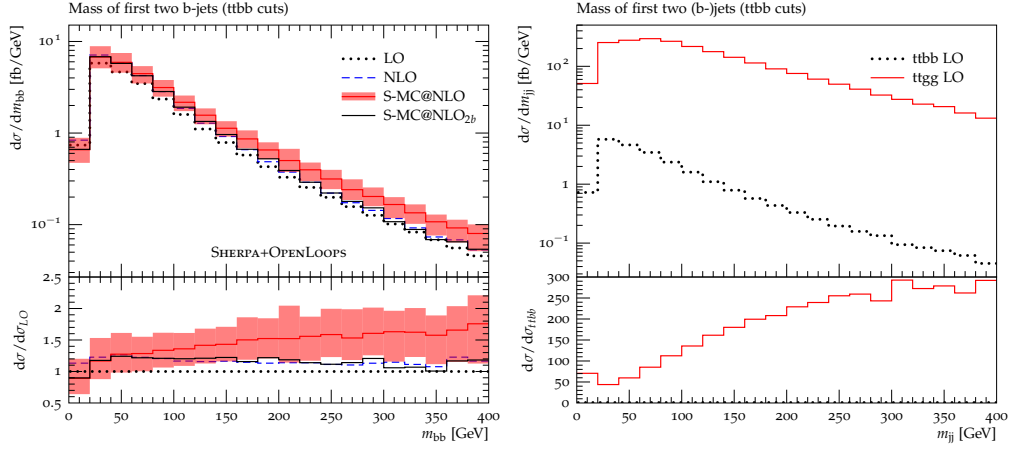 Mass of first two b-jets (ttbb cuts)
dσ/dm_bb [fb/GeV]
10^1
1
10^−1
LO
NLO
S-MC@NLO
S-MC@NLO_2b
SHERPA+OPENLOOPS
dσ/dσ_LO
2.5
2
1.5
1
0.5
0 50 100 150 200 250 300 350 400
m_bb [GeV]
Mass of first two (b-)jets (ttbb cuts)
dσ/dm_jj [fb/GeV]
10^2
10^1
1
10^−1
ttbb LO
ttgg LO
dσ/dσ_ttbb
300
250
200
150
100
50
0
0 50 100 150 200 250 300 350 400
m_jj [GeV]